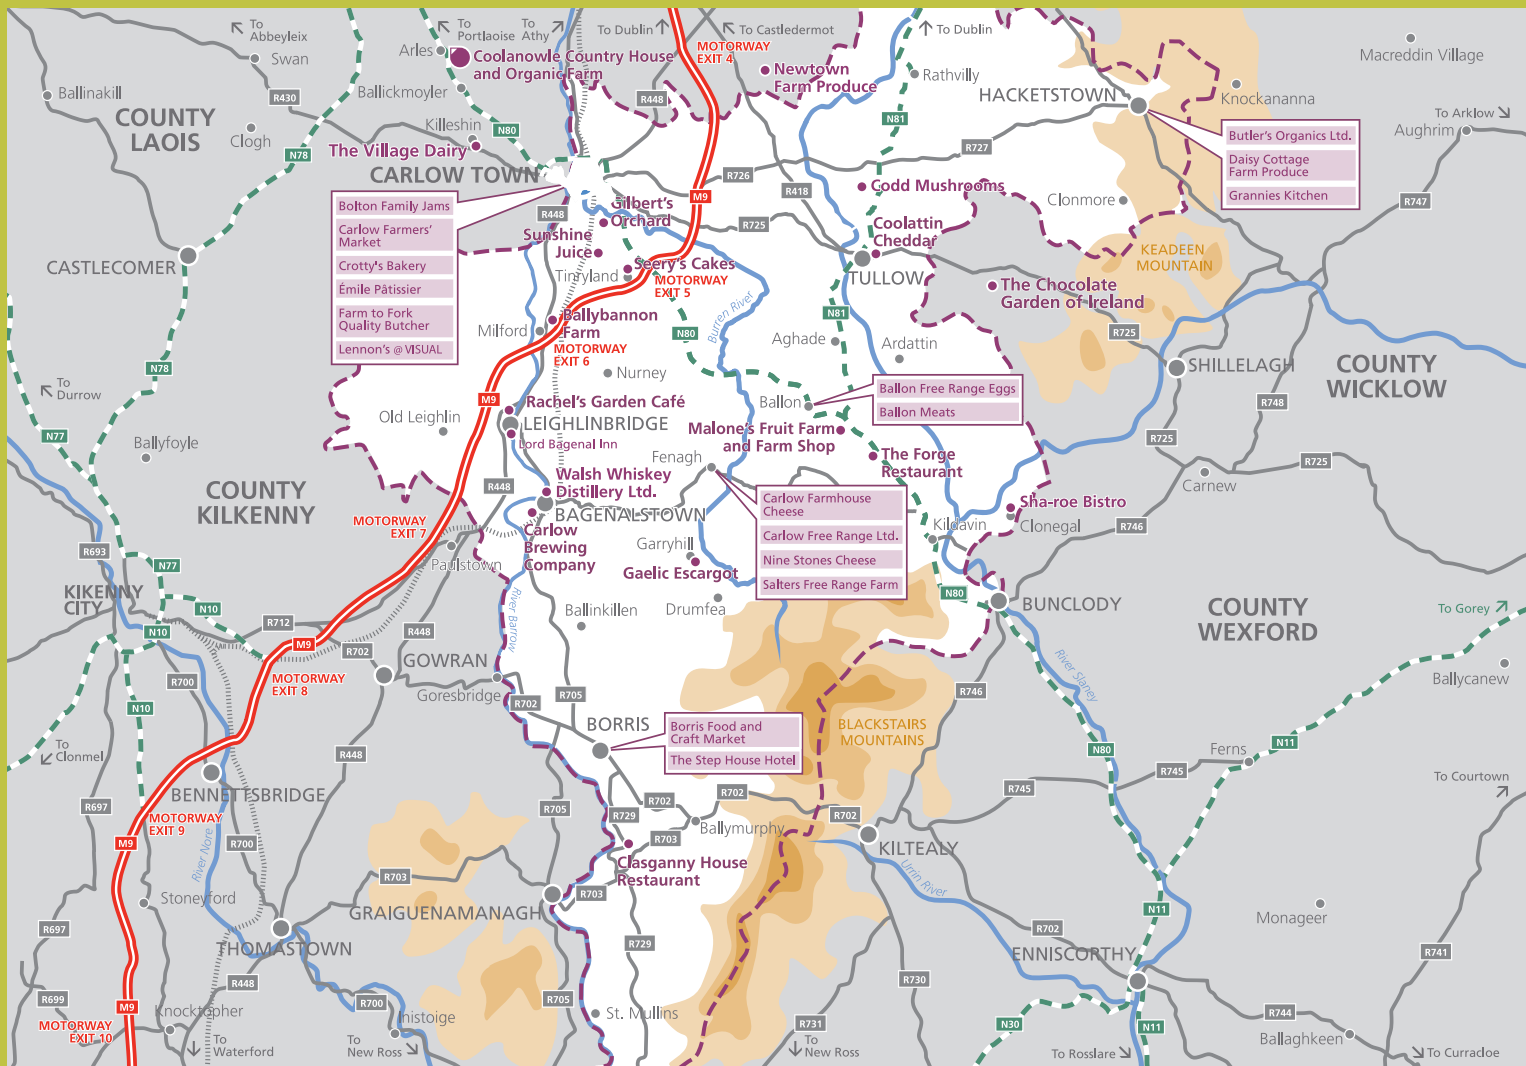 To
Abbeyleix
Swan
Ballinakill
R430
COUNTY
LAOIS
Clogh
N78
To
Portlaoise
To
Athy
Arles
Coolanowle Country House
and Organic Farm
Ballickmoyler
Killeshin
N80
The Village Dairy
CARLOW TOWN
To Dublin
To Castledermot
MOTORWAY
EXIT 4
R448
Newtown
Farm Produce
To Dublin
Rathvilly
N81
HACKETSTOWN
Knockananna
Macreddin Village
To Arklow
Aughrim
Butler's Organics Ltd.
Daisy Cottage
Farm Produce
Grannies Kitchen
R727
R726
R418
M9
R725
R747
Codd Mushrooms
Clonmore
Coolattin
Cheddar
TULLOW
KEADEEN
MOUNTAIN
The Chocolate
Garden of Ireland
R725
Bolton Family Jams
Carlow Farmers'
Market
Crotty's Bakery
Émile Pâtissier
Farm to Fork
Quality Butcher
Lennon's @ VISUAL
R448
Gilbert's
Orchard
Sunshine
Juice
Seery's Cakes
Tinryland
MOTORWAY
EXIT 5
Ballybannon
Farm
Milford
MOTORWAY
EXIT 6
Burren River
N80
N81
Aghade
Ardattin
SHILLELAGH
COUNTY
WICKLOW
R748
CASTLECOMER
N78
To
Durrow
N77
Ballyfoyle
Nurney
M9
Old Leighlin
Rachel's Garden Café
LEIGHLINBRIDGE
Lord Bagenal Inn
Ballon
Ballon Free Range Eggs
Ballon Meats
Malone's Fruit Farm
and Farm Shop
The Forge
Restaurant
R725
R725
Carnew
Fenagh
Walsh Whiskey
Distillery Ltd.
R448
BAGENALSTOWN
COUNTY
KILKENNY
MOTORWAY
EXIT 7
Carlow
Brewing
Company
Carlow Farmhouse
Cheese
Carlow Free Range Ltd.
Nine Stones Cheese
Salters Free Range Farm
Sha-roe Bistro
Clonegal
Kildavin
R746
Garryhill
Gaelic Escargot
Drumfea
Ballinkillen
R693
N77
Paulstown
KIKENNY
CITY
N10
N10
R712
M9
R448
R702
River Barrow
N80
BUNCLODY
COUNTY
WEXFORD
To Gorey
GOWRAN
Goresbridge
R700
MOTORWAY
EXIT 8
N10
R702
R705
River Slaney
R746
Ballycanew
BORRIS
Borris Food and
Craft Market
The Step House Hotel
BLACKSTAIRS
MOUNTAINS
N80
Ferns
N11
To
Clonmel
R448
BENNETTSBRIDGE
R697
MOTORWAY
EXIT 9
M9
R700
River Nore
R705
R729
R702
R702
R703
Ballymurphy
R702
KILTEALY
R745
R745
To Courtown
Clasganny House
Restaurant
R703
Urrin River
R703
GRAIGUENAMANAGH
Stoneyford
R697
THOMASTOWN
R729
N11
R702
Monageer
ENNISCORTHY
R741
R448
R699
M9
Knocktopher
MOTORWAY
EXIT 10
To
Waterford
R700
Inistoige
To
New Ross
R705
St. Mullins
R730
R731
To
New Ross
N30
N11
To Rosslare
R744
Ballaghkeen
To Curracloe